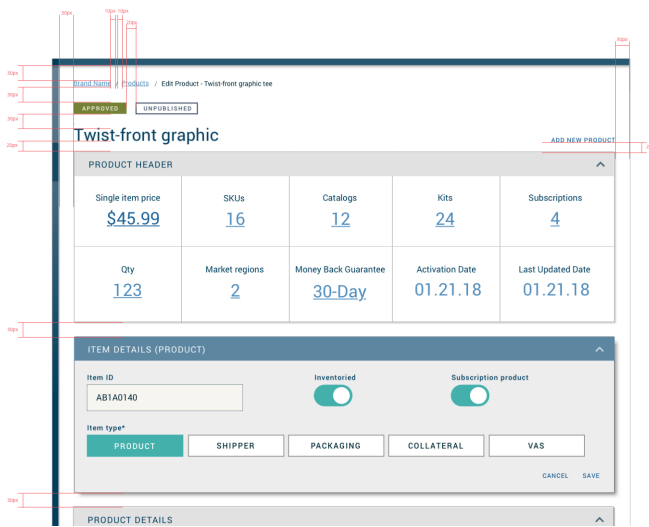 50px
10px 10px
20px
30px
30px
Brand Name / Products / Edit Product - Twist-front graphic tee
30px
APPROVED UNPUBLISHED
30px
Twist-front graphic
ADD NEW PRODUCT
20px
PRODUCT HEADER
Single item price SKUs Catalogs Kits Subscriptions
$45.99 16 12 24 4
Qty Market regions Money Back Guarantee Activation Date Last Updated Date
123 2 30-Day 01.21.18 01.21.18
30px
ITEM DETAILS (PRODUCT)
Item ID Inventoried Subscription product
AB1A0140
Item type*
PRODUCT SHIPPER PACKAGING COLLATERAL VAS
CANCEL SAVE
30px
PRODUCT DETAILS